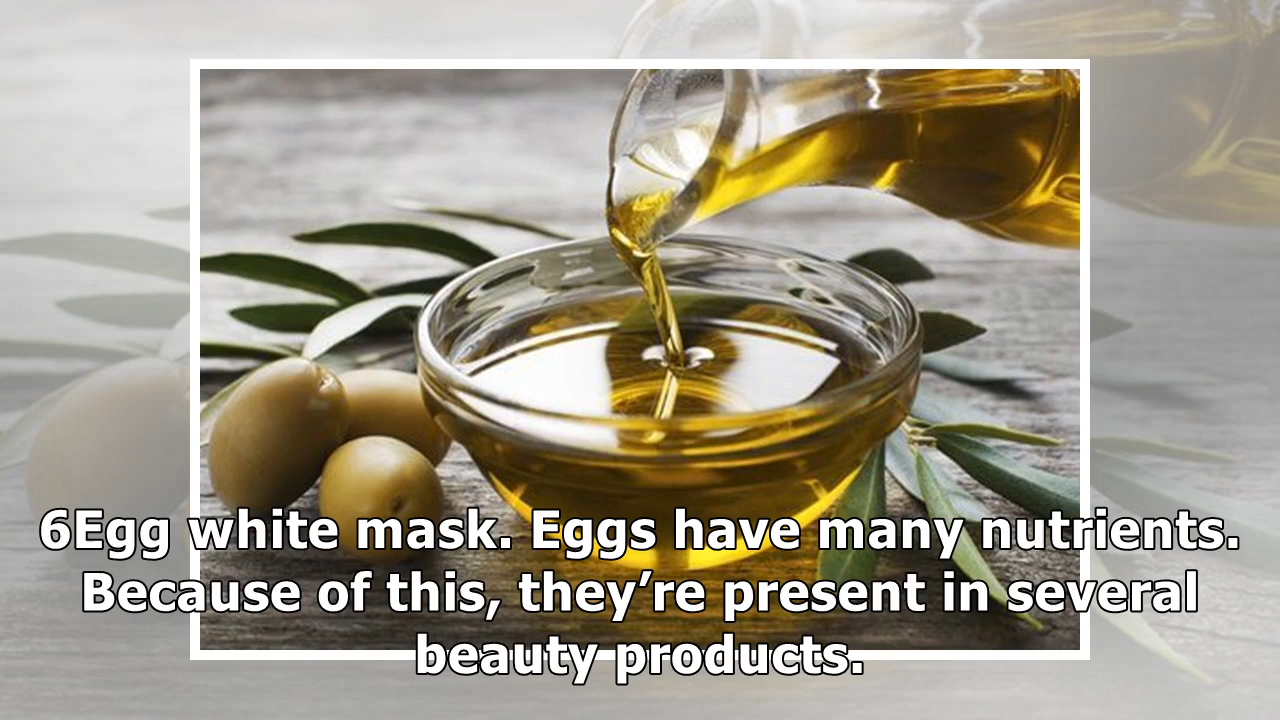 6Egg white mask. Eggs have many nutrients.
Because of this, they’re present in several
beauty products.